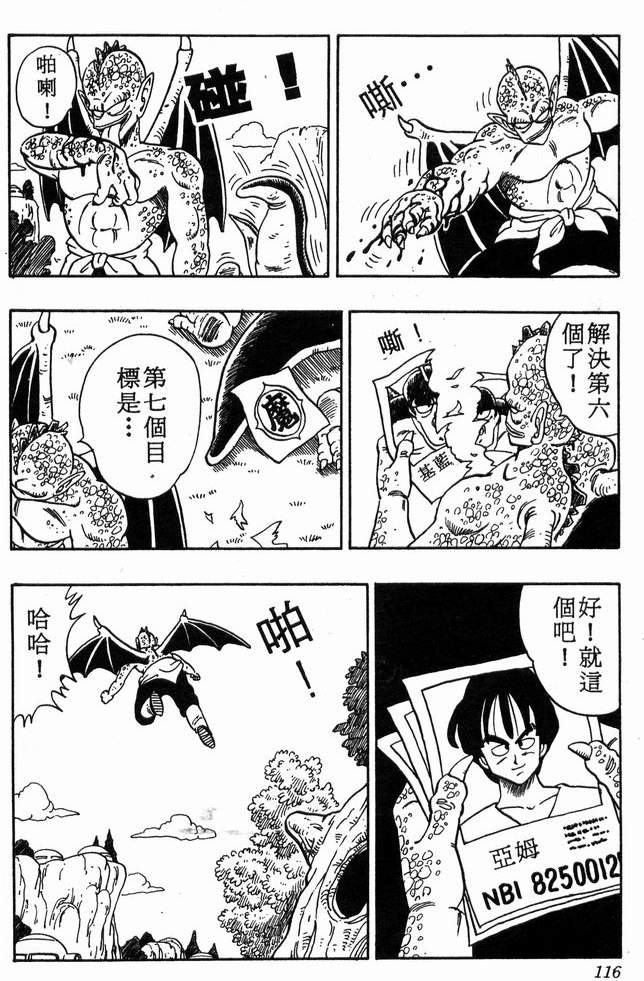 嘶…
碰！
啪喇！
解決第六
個了！
嘶！
基藍
第七個目
標是…
魔
好！就這
個吧！
亞姆
NBI 8250012
啪！
哈哈！
116